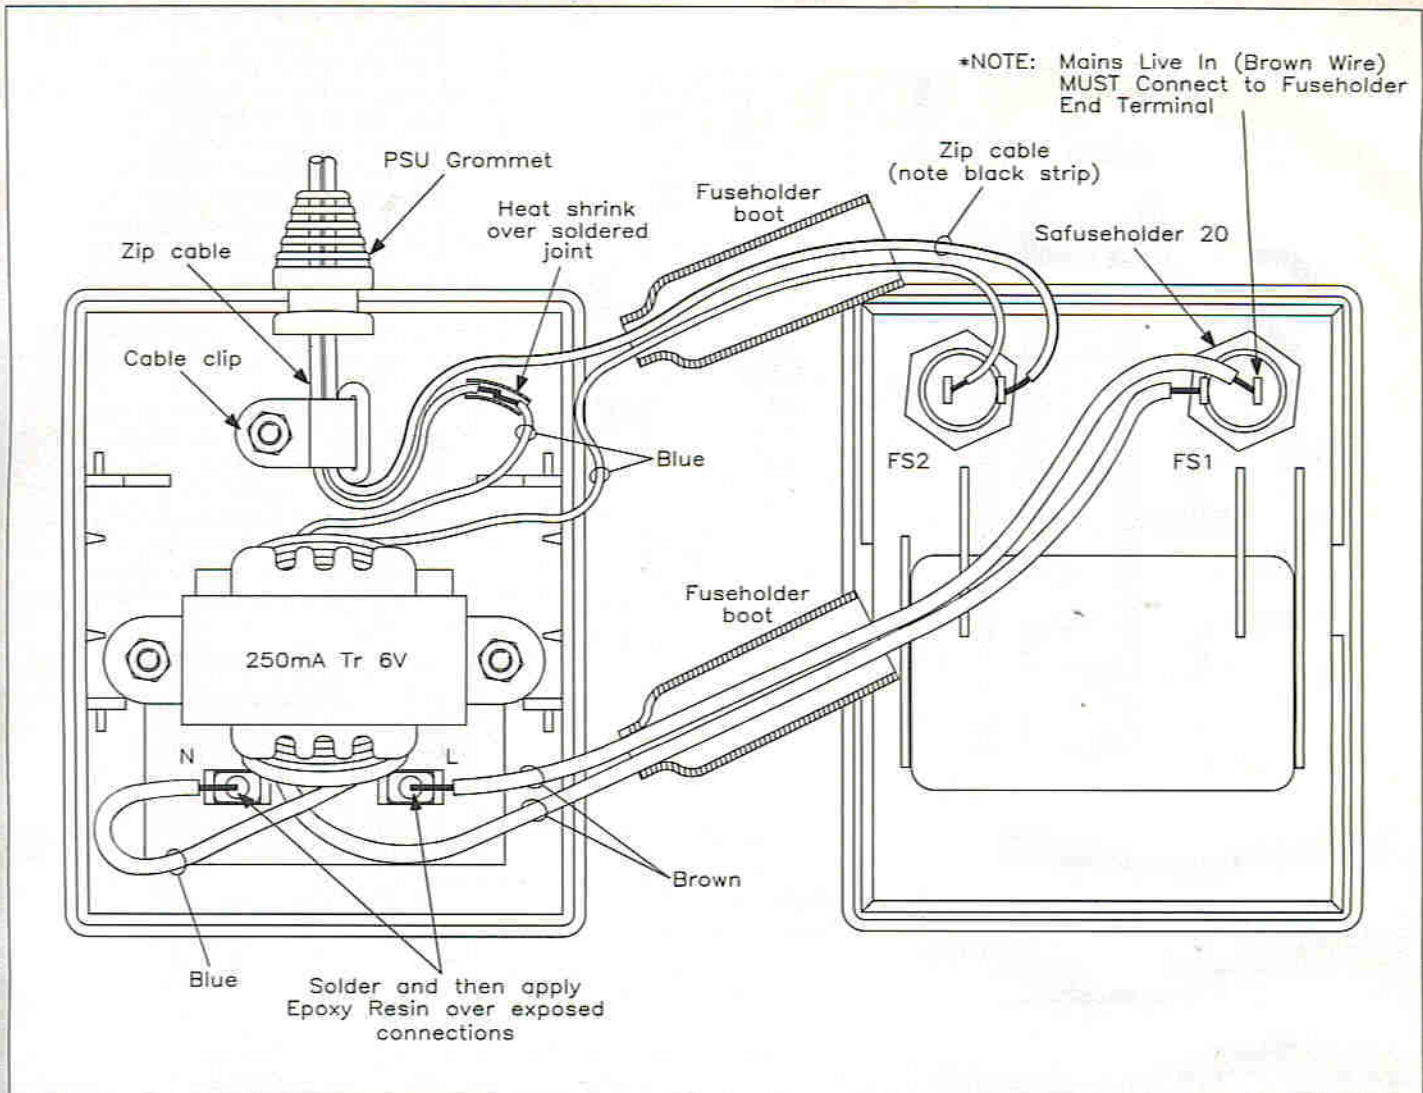 *NOTE: Mains Live In (Brown Wire)
MUST Connect to Fuseholder
End Terminal
PSU Grommet
Zip cable
(note black strip)
Fuseholder
boot
Heat shrink
over soldered
joint
Zip cable
Safuseholder 20
Cable clip
Blue
FS2
FS1
Fuseholder
boot
250mA Tr 6V
N
L
Brown
Blue
Solder and then apply
Epoxy Resin over exposed
connections